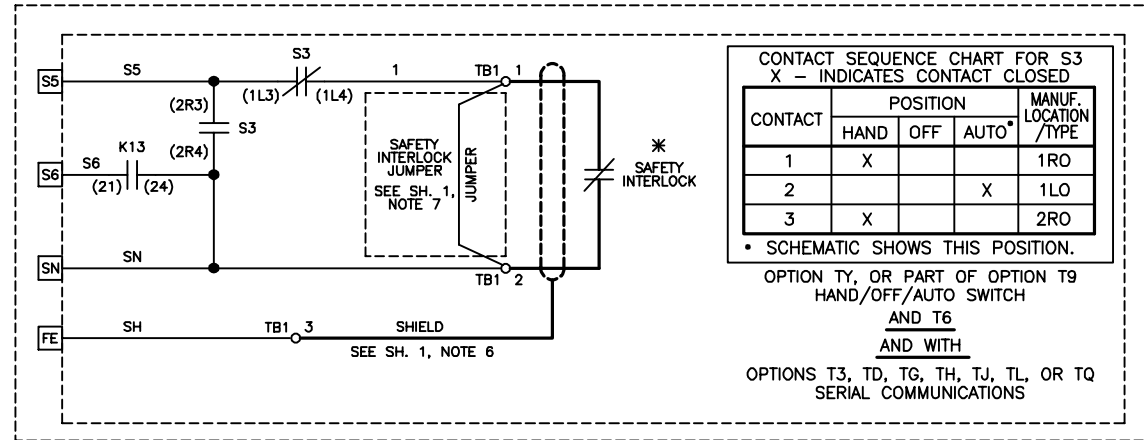 S3
S5
S5
1
TB1
1
(2R3)
(1L3)
(1L4)
S3
(2R4)
K13
S6
S6
(21)
(24)
SAFETY
INTERLOCK
JUMPER
SEE SH. 1,
NOTE 7
JUMPER
*
SAFETY
INTERLOCK
SN
SN
TB1
2
FE
SH
TB1
3
SHIELD
SEE SH. 1, NOTE 6
CONTACT SEQUENCE CHART FOR S3
X – INDICATES CONTACT CLOSED
CONTACT
POSITION
MANUF.
LOCATION
/TYPE
HAND OFF AUTO•
1 X 1RO
2 X 1LO
3 X 2RO
• SCHEMATIC SHOWS THIS POSITION.
OPTION TY, OR PART OF OPTION T9
HAND/OFF/AUTO SWITCH
AND T6
AND WITH
OPTIONS T3, TD, TG, TH, TJ, TL, OR TQ
SERIAL COMMUNICATIONS